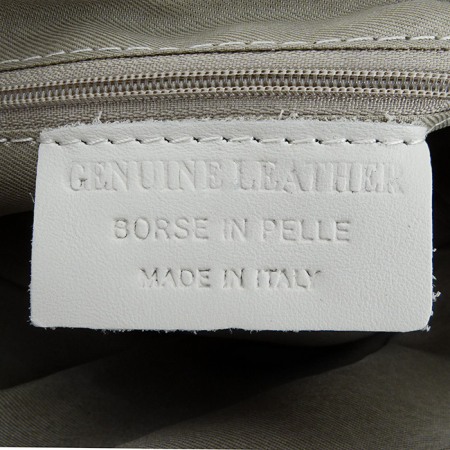 GENUINE LEATHER
BORSE IN PELLE
MADE IN ITALY